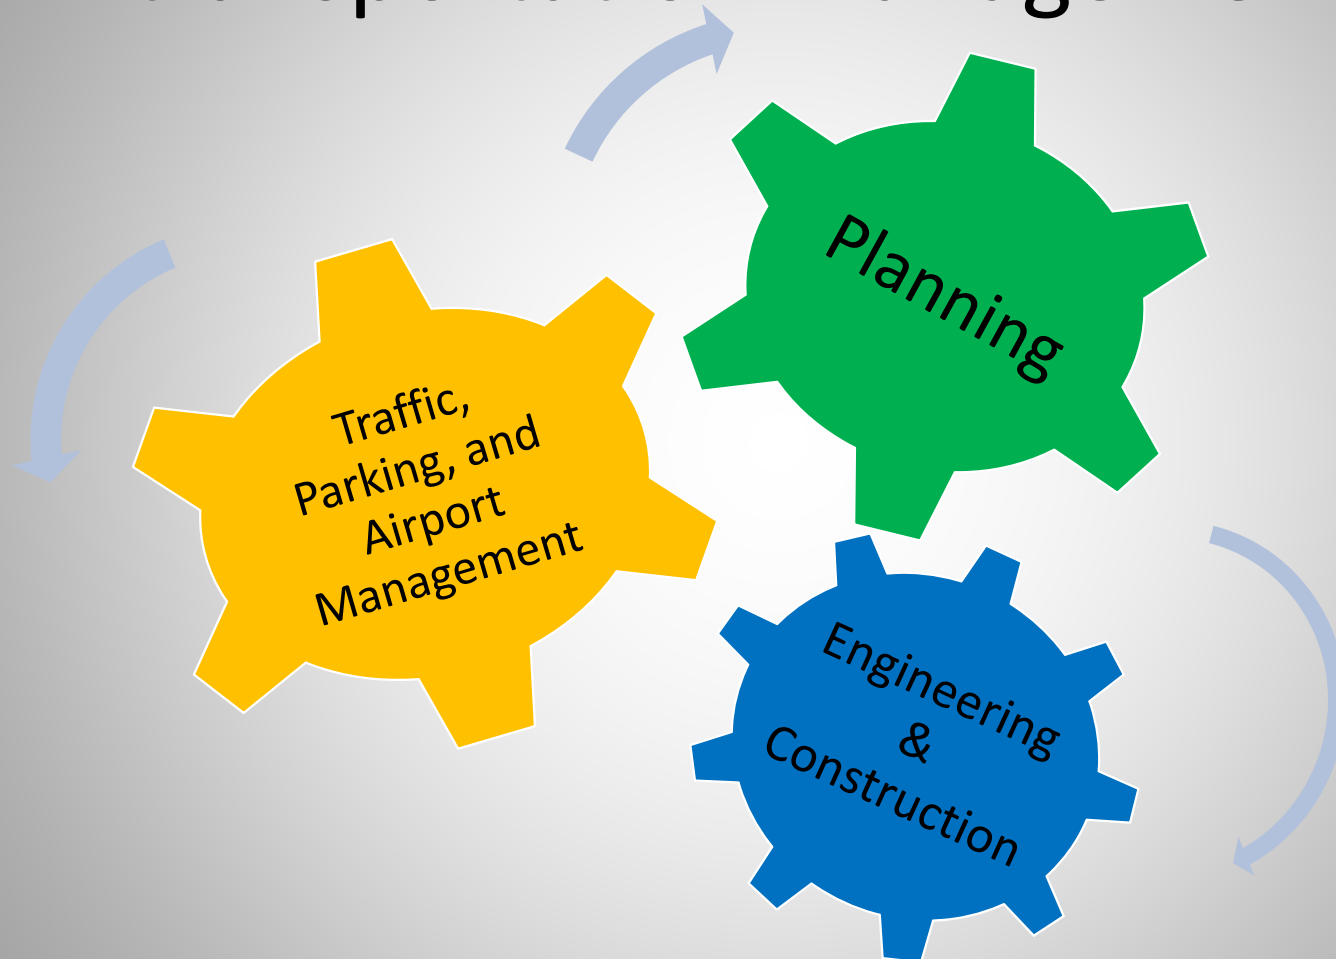 Planning
Traffic,
Parking, and
Airport
Management
Engineering
&
Construction